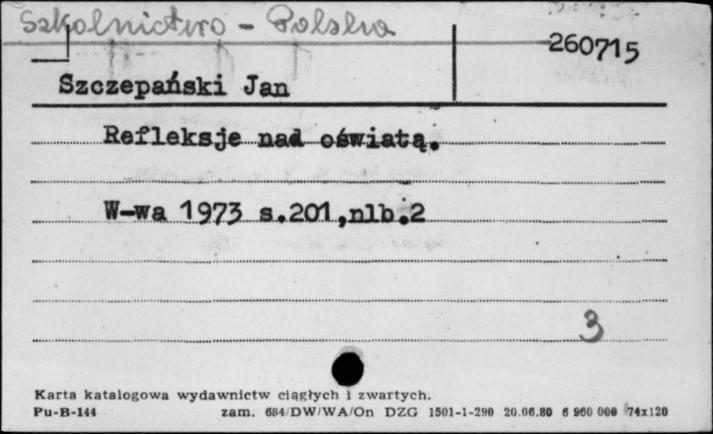 Szkolnictwo - Polska
260715
Szczepański Jan
Refleksje nad oświatą.
W-wa 1973 s.201,nlb.2
3
Karta katalogowa wydawnictw ciągłych i zwartych.
Pu-B-144 zam. 684/DW/WA/On DZG 1501-1-290 20.06.80 6 960 000 74x120